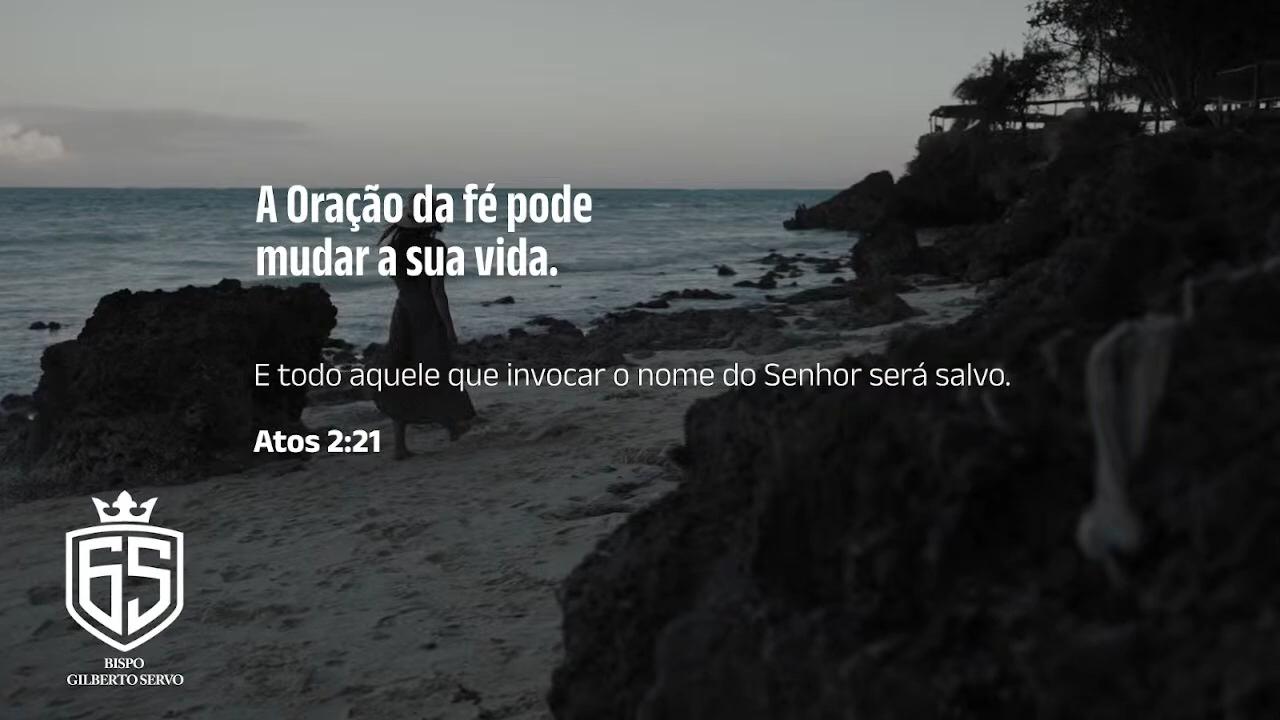 A Oração da fé pode
mudar a sua vida.
E todo aquele que invocar o nome do Senhor será salvo.
Atos 2:21
GS
BISPO
GILBERTO SERVO